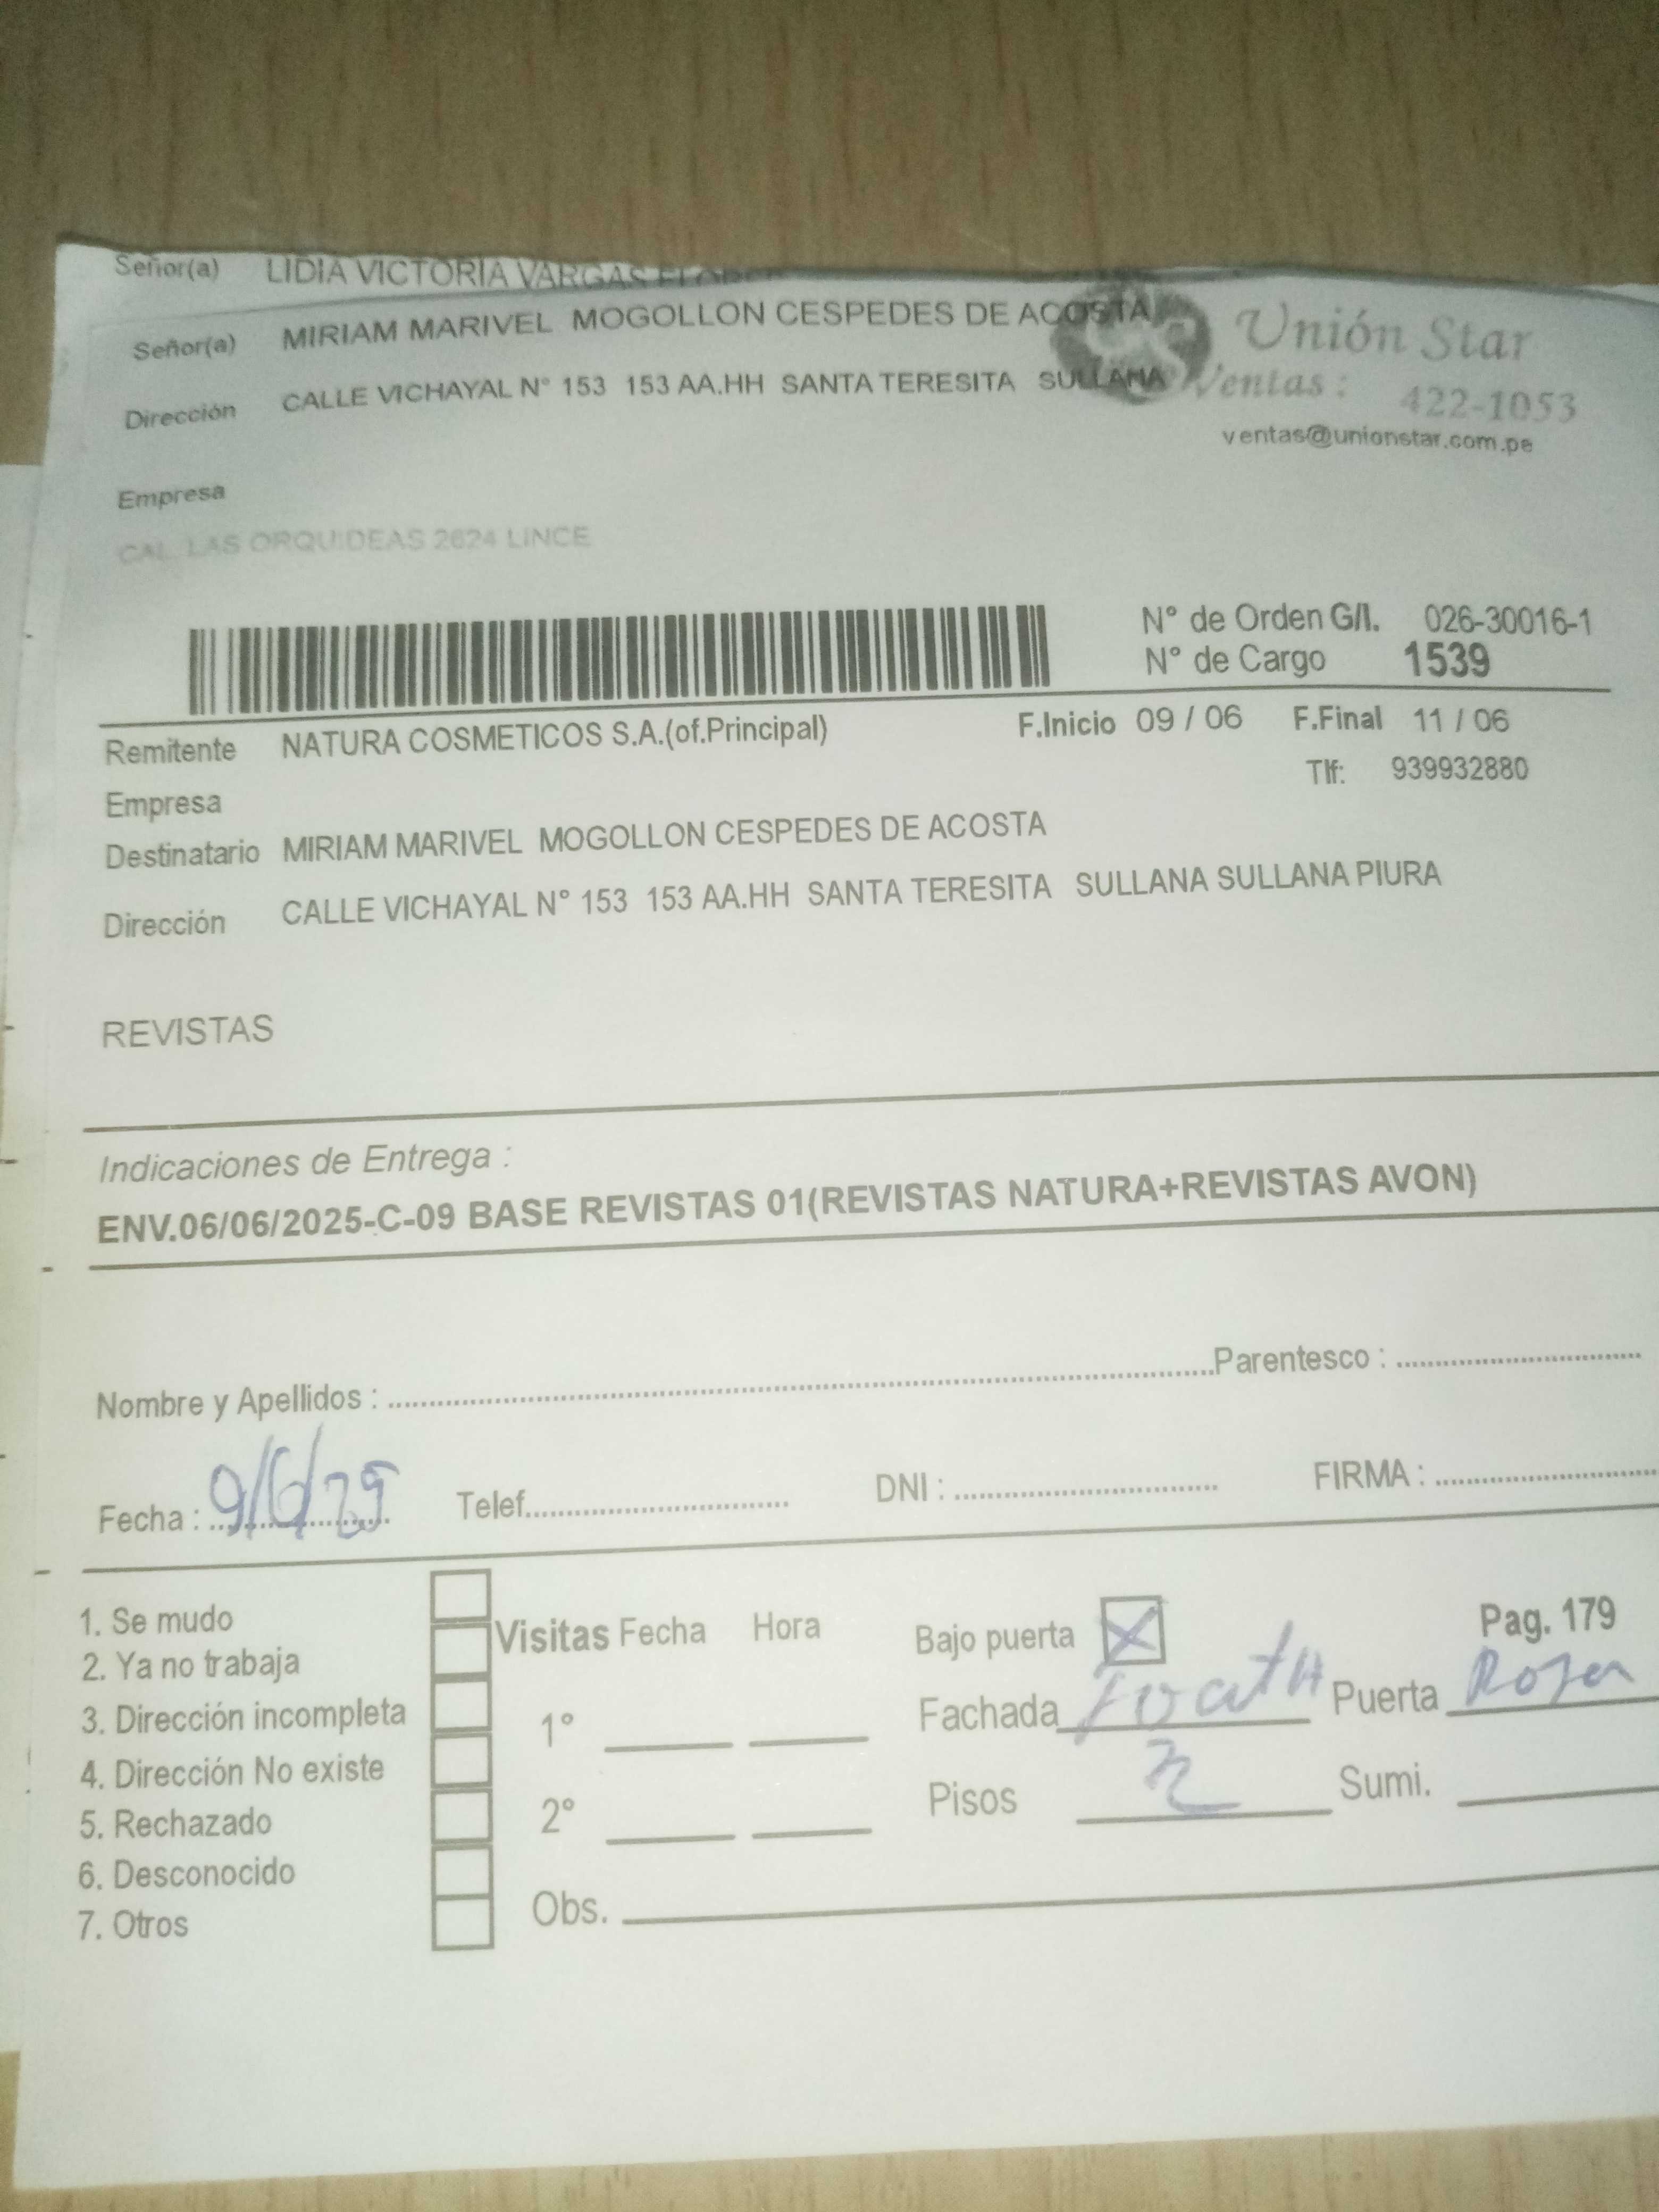 Señor(a) LIDIA VICTORIA VARGAS
Señor(a) MIRIAM MARIVEL MOGOLLON CESPEDES DE ACOSTA
Unión Star
Dirección CALLE VICHAYAL N° 153 153 AA.HH SANTA TERESITA SULLANA
Ventas : 422-1053
ventas@unionstar.com.pe
Empresa
CAL. LAS ORQUIDEAS 2624 LINCE
N° de Orden G/I. 026-30016-1
N° de Cargo 1539
Remitente NATURA COSMETICOS S.A.(of.Principal) F.Inicio 09 / 06 F.Final 11 / 06
Tlf: 939932880
Empresa
Destinatario MIRIAM MARIVEL MOGOLLON CESPEDES DE ACOSTA
Dirección CALLE VICHAYAL N° 153 153 AA.HH SANTA TERESITA SULLANA SULLANA PIURA
REVISTAS
Indicaciones de Entrega :
ENV.06/06/2025-C-09 BASE REVISTAS 01(REVISTAS NATURA+REVISTAS AVON)
Nombre y Apellidos : Parentesco :
Fecha : 9/6/25 Telef. DNI : FIRMA :
1. Se mudo
2. Ya no trabaja
3. Dirección incompleta
4. Dirección No existe
5. Rechazado
6. Desconocido
7. Otros
Visitas Fecha Hora
1°
2°
Obs.
Bajo puerta X Pag. 179
Fachada Puerta
Pisos 2 Sumi.